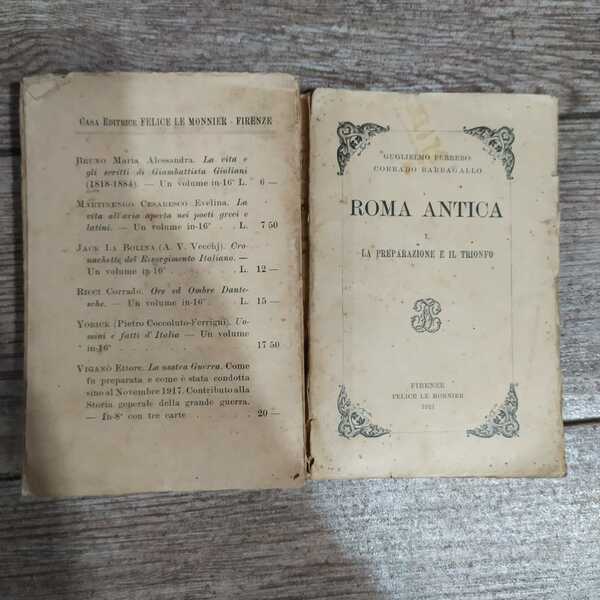 Casa Editrice FELICE LE MONNIER - FIRENZE
Bruno Maria Alessandra. La vita e
gli scritti di Giambattista Giuliani
(1818-1884). — Un volume in-16° L. 6 —
Martinengo Cesaresco Evelina. La
vita all'aria aperta nei poeti greci e
latini. — Un volume in-16° . L. 7 50
Jack La Bolina (A. V. Vecchj). Cro-
nachette del Risorgimento Italiano. —
Un volume in-16° . . . L. 12 —
Ricci Corrado. Ore ed Ombre Dante-
sche. — Un volume in-16° . L. 15 —
Yorick (Pietro Coccoluto-Ferrigni). Uo-
mini e fatti d'Italia — Un volume
in-16° . . . 17 50
Viganò Ettore. La nostra Guerra. Come
fu preparata e come è stata condotta
sino al Novembre 1917. Contributo alla
Storia generale della grande guerra.
— In-8° con tre carte . . 20 —
GUGLIELMO FERRERO
CORRADO BARBAGALLO
ROMA ANTICA
I.
LA PREPARAZIONE E IL TRIONFO
FIRENZE
FELICE LE MONNIER
1921